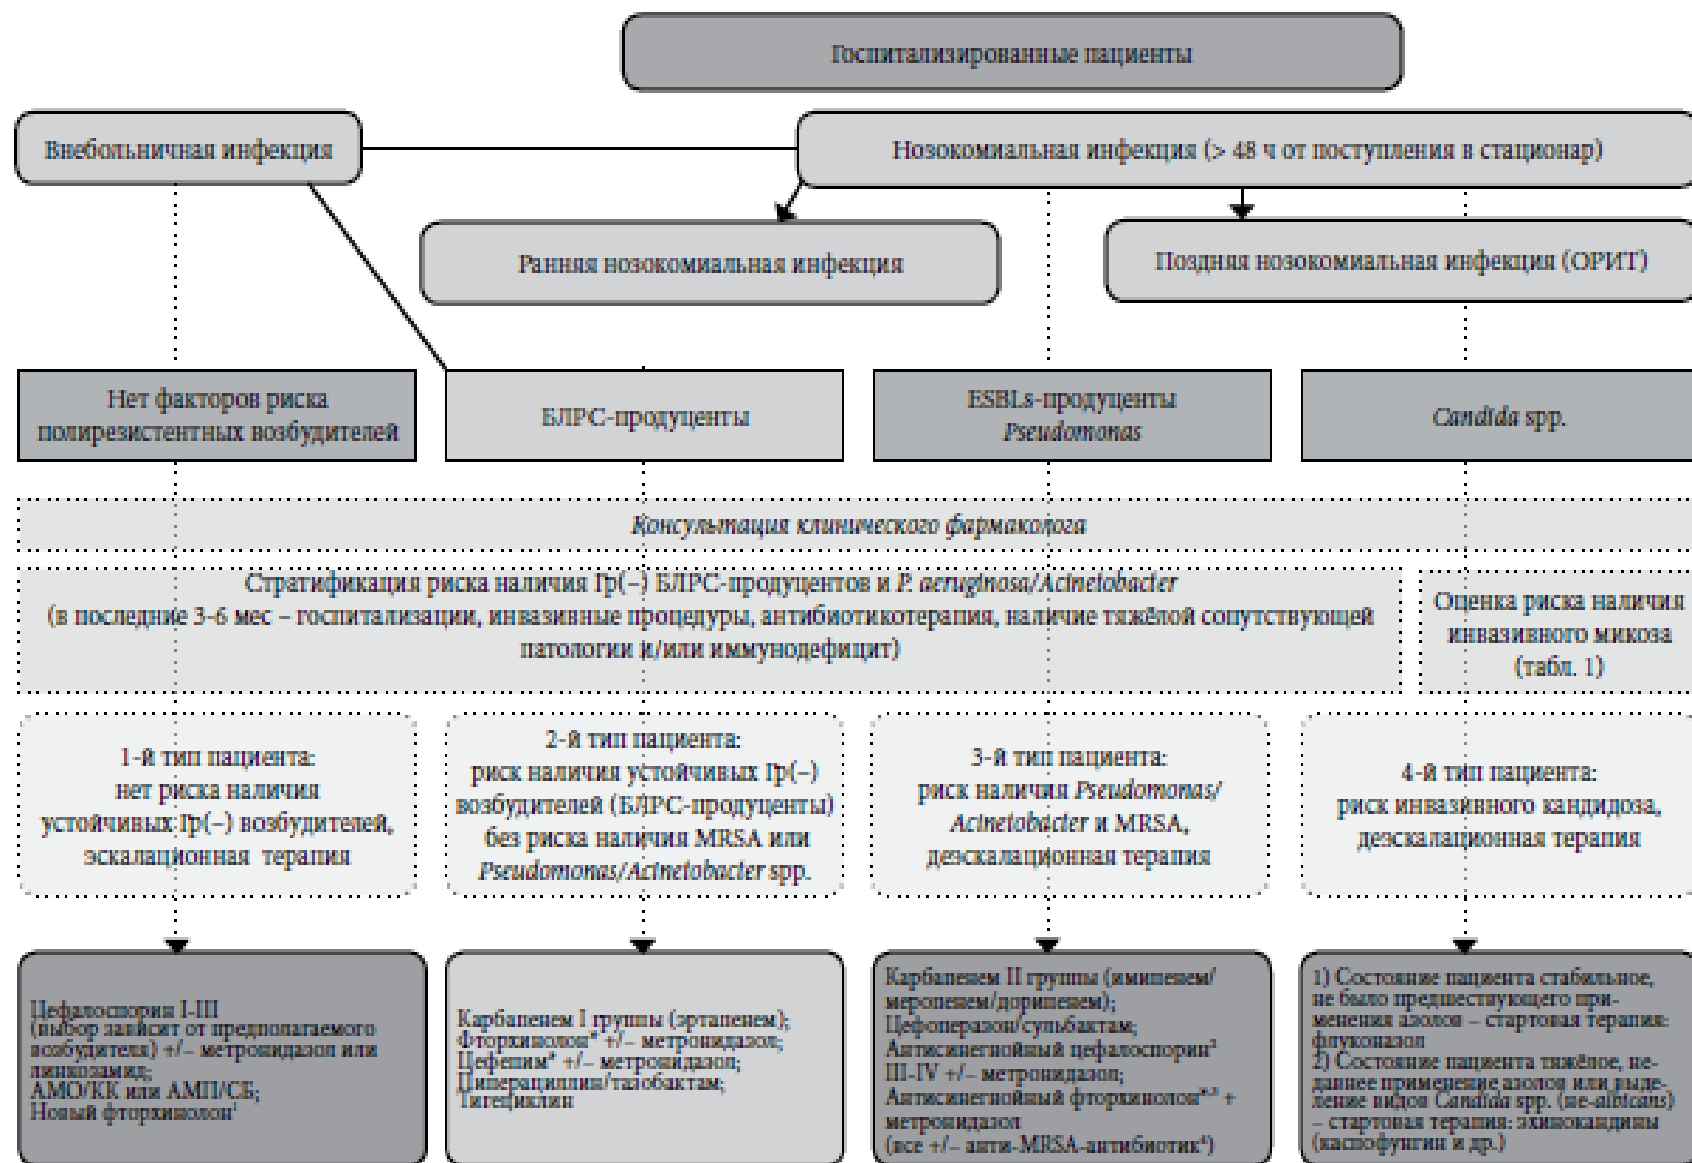 Госпитализированные пациенты
Внебольничная инфекция
Нозокомиальная инфекция (> 48 ч от поступления в стационар)
Ранняя нозокомиальная инфекция
Поздняя нозокомиальная инфекция (ОРИТ)
Нет факторов риска
полирезистентных возбудителей
БЛРС-продуценты
ESBLs-продуценты
Pseudomonas
Candida spp.
Консультация клинического фармаколога
Стратификация риска наличия Гр(–) БЛРС-продуцентов и P. aeruginosa/Acinetobacter
(в последние 3-6 мес – госпитализации, инвазивные процедуры, антибиотикотерапия, наличие тяжёлой сопутствующей
патологии и/или иммунодефицит)
Оценка риска наличия
инвазивного микоза
(табл. 1)
1-й тип пациента:
нет риска наличия
устойчивых Гр(–) возбудителей,
эскалационная терапия
2-й тип пациента:
риск наличия устойчивых Гр(–)
возбудителей (БЛРС-продуценты)
без риска наличия MRSA или
Pseudomonas/Acinetobacter spp.
3-й тип пациента:
риск наличия Pseudomonas/
Acinetobacter и MRSA,
деэскалационная терапия
4-й тип пациента:
риск инвазивного кандидоза,
деэскалационная терапия
Цефалоспорин I-III
(выбор зависит от предполагаемого
возбудителя) +/– метронидазол или
линкозамид;
АМО/КК или АМП/СБ;
Новый фторхинолон¹
Карбапенем I группы (эртапенем);
Фторхинолон* +/– метронидазол;
Цефепим* +/– метронидазол;
Пиперациллин/тазобактам;
Тигециклин
Карбапенем II группы (имипенем/
меропенем/дорипенем);
Цефоперазон/сульбактам;
Антисинегнойный цефалоспорин²
III-IV +/– метронидазол;
Антисинегнойный фторхинолон +
метронидазол
(все +/– анти-MRSA-антибиотик⁴)
1) Состояние пациента стабильное,
не было предшествующего при-
менения азолов – стартовая терапия:
флуконазол
2) Состояние пациента тяжёлое, не-
давнее применение азолов или выде-
ление видов Candida spp. (не-albicans)
– стартовая терапия: эхинокандины
(каспофунгин и др.)